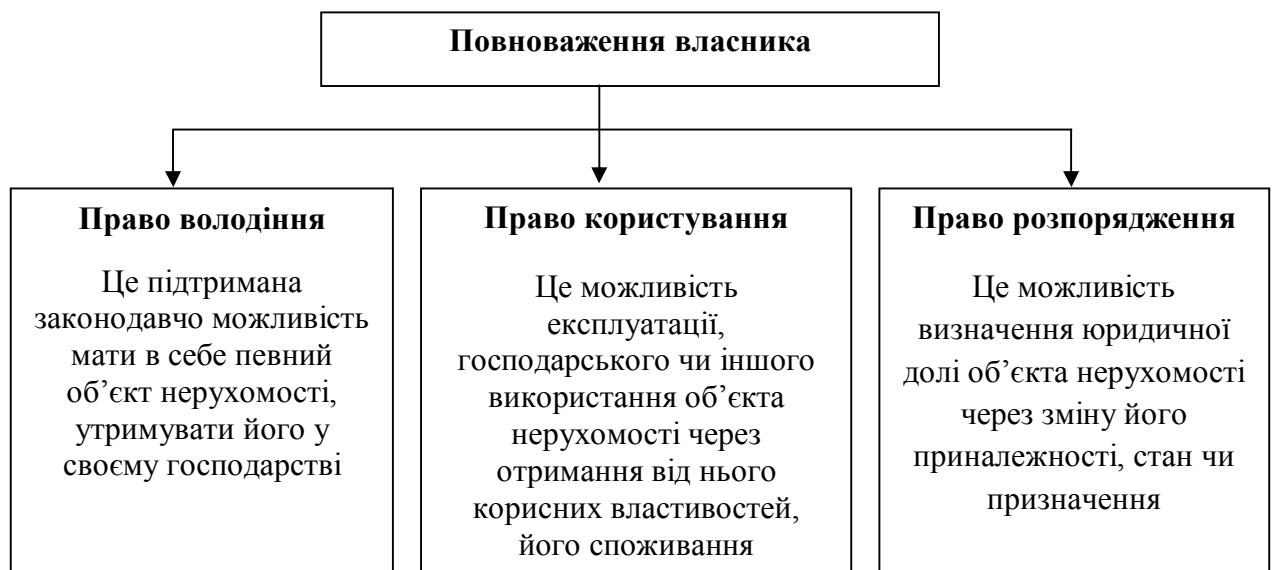 Повноваження власника
Право володіння
Це підтримана
законодавчо можливість
мати в себе певний
об’єкт нерухомості,
утримувати його у
своєму господарстві
Право користування
Це можливість
експлуатації,
господарського чи іншого
використання об’єкта
нерухомості через
отримання від нього
корисних властивостей,
його споживання
Право розпорядження
Це можливість
визначення юридичної
долі об’єкта нерухомості
через зміну його
приналежності, стан чи
призначення